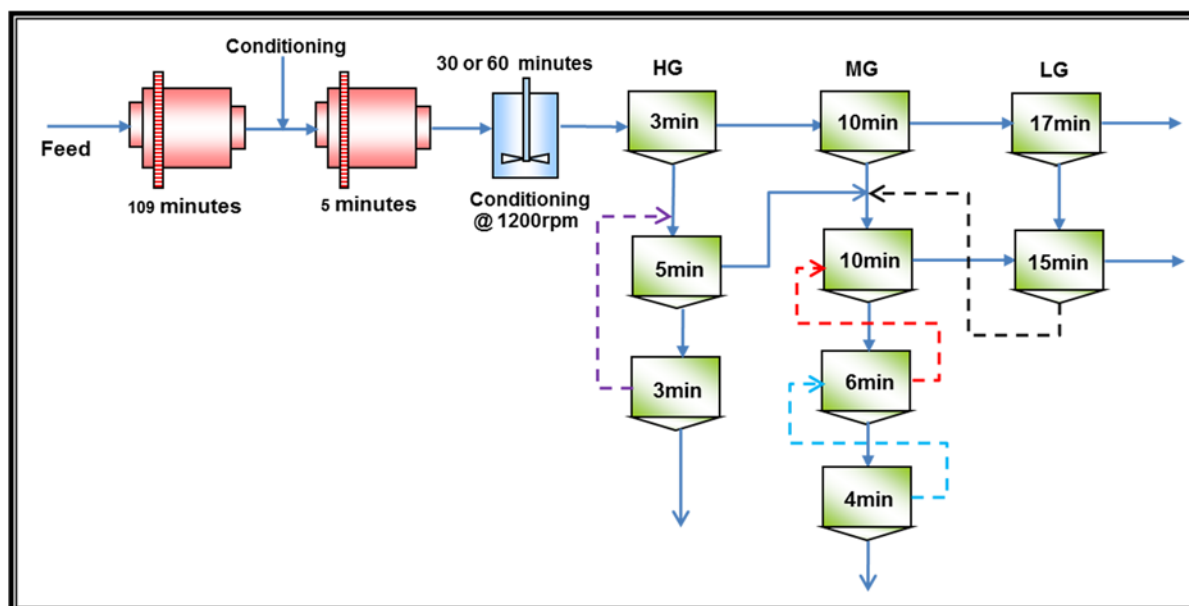 Conditioning
30 or 60 minutes
HG
MG
LG
3min
10min
17min
Feed
109 minutes
5 minutes
Conditioning
@ 1200rpm
5min
10min
15min
3min
6min
4min